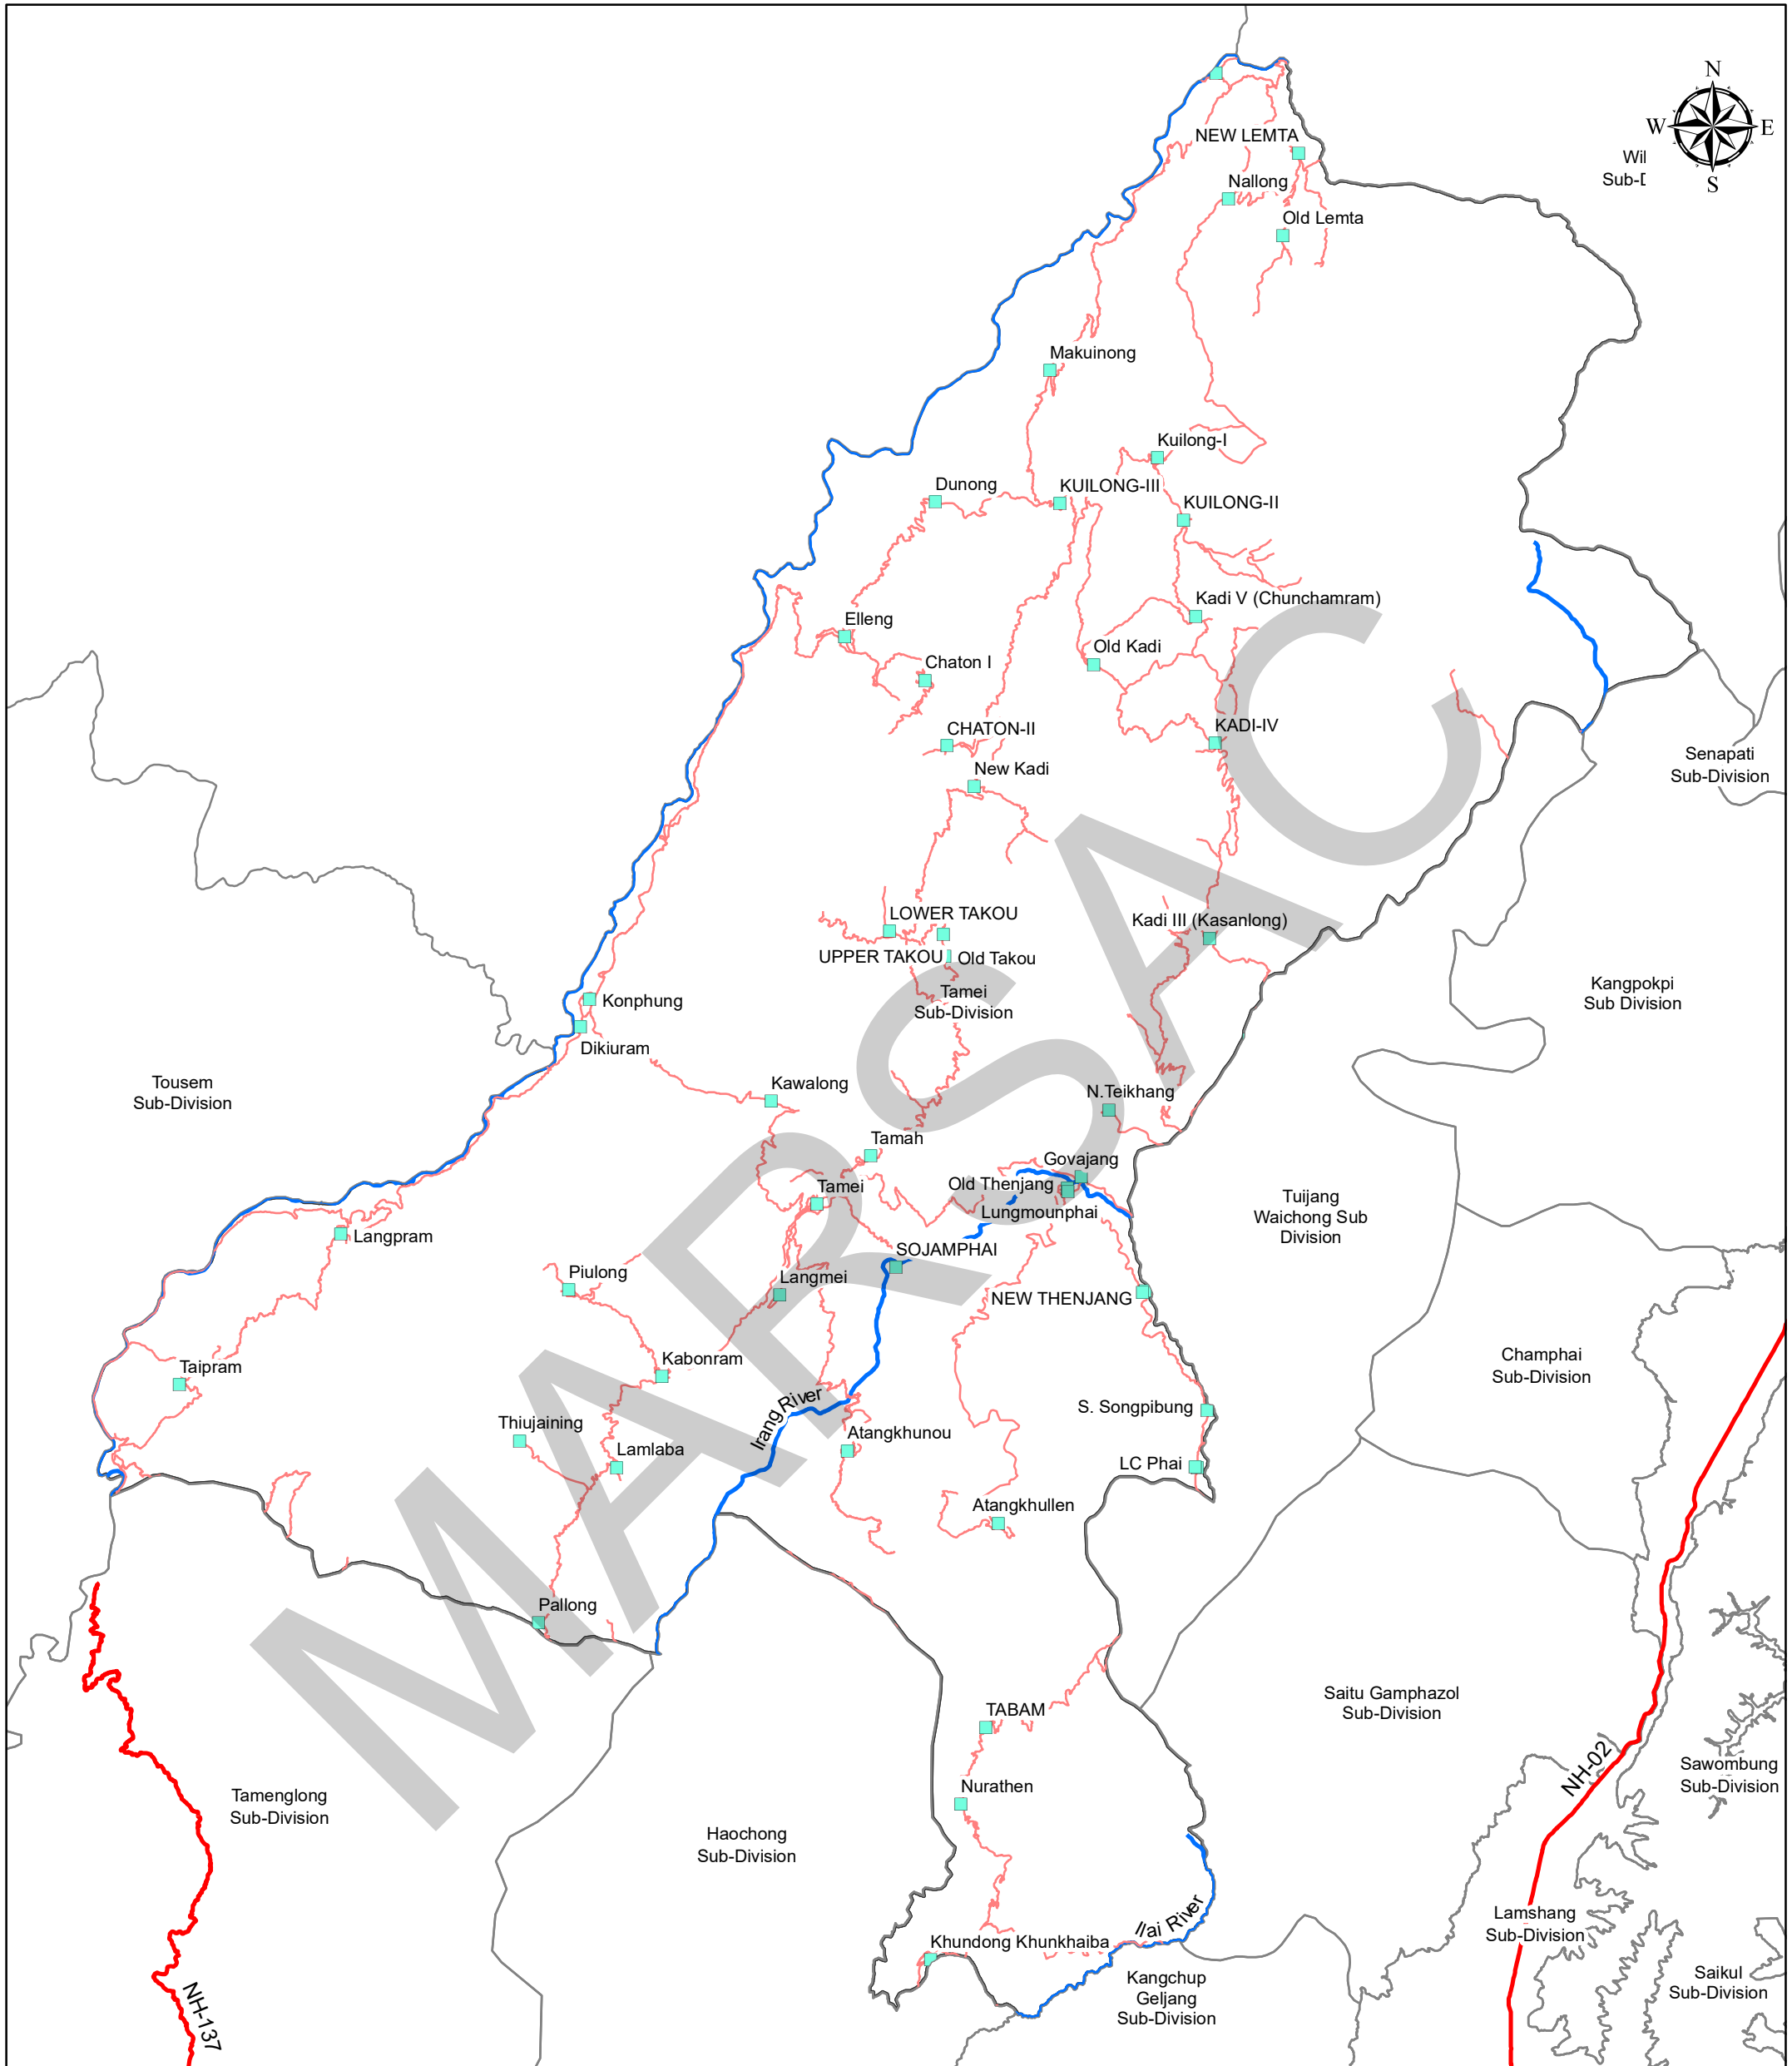 N
W
E
S
NEW LEMTA
Wil
Sub-D
Nallong
Old Lemta
Makuinong
Kuilong-I
Dunong
KUILONG-III
KUILONG-II
Kadi V (Chunchamram)
Elleng
Old Kadi
Chaton I
CHATON-II
KADI-IV
New Kadi
Senapati
Sub-Division
LOWER TAKOU
Kadi III (Kasanlong)
UPPER TAKOU
Old Takou
Tamei
Sub-Division
Kangpokpi
Sub Division
Konphung
Dikiuram
Tousem
Sub-Division
Kawalong
N.Teikhang
Tamah
Govajang
Tamei
Old Thenjang
Lungmounphai
Tuijang
Waichong Sub
Division
Langpram
SOJAMPHAI
Piulong
Langmei
NEW THENJANG
Taipram
Kabonram
Champhai
Sub-Division
Irang River
S. Songpibung
Thiujaining
Atangkhunou
Lamlaba
LC Phai
Atangkhullen
Pallong
MARSAC
TABAM
Saitu Gamphazol
Sub-Division
NH-02
Sawombung
Sub-Division
Nurathen
Tamenglong
Sub-Division
Haochong
Sub-Division
Ilai River
Lamshang
Sub-Division
Khundong Khunkhaiba
Kangchup
Geljang
Sub-Division
Saikul
Sub-Division
NH-137